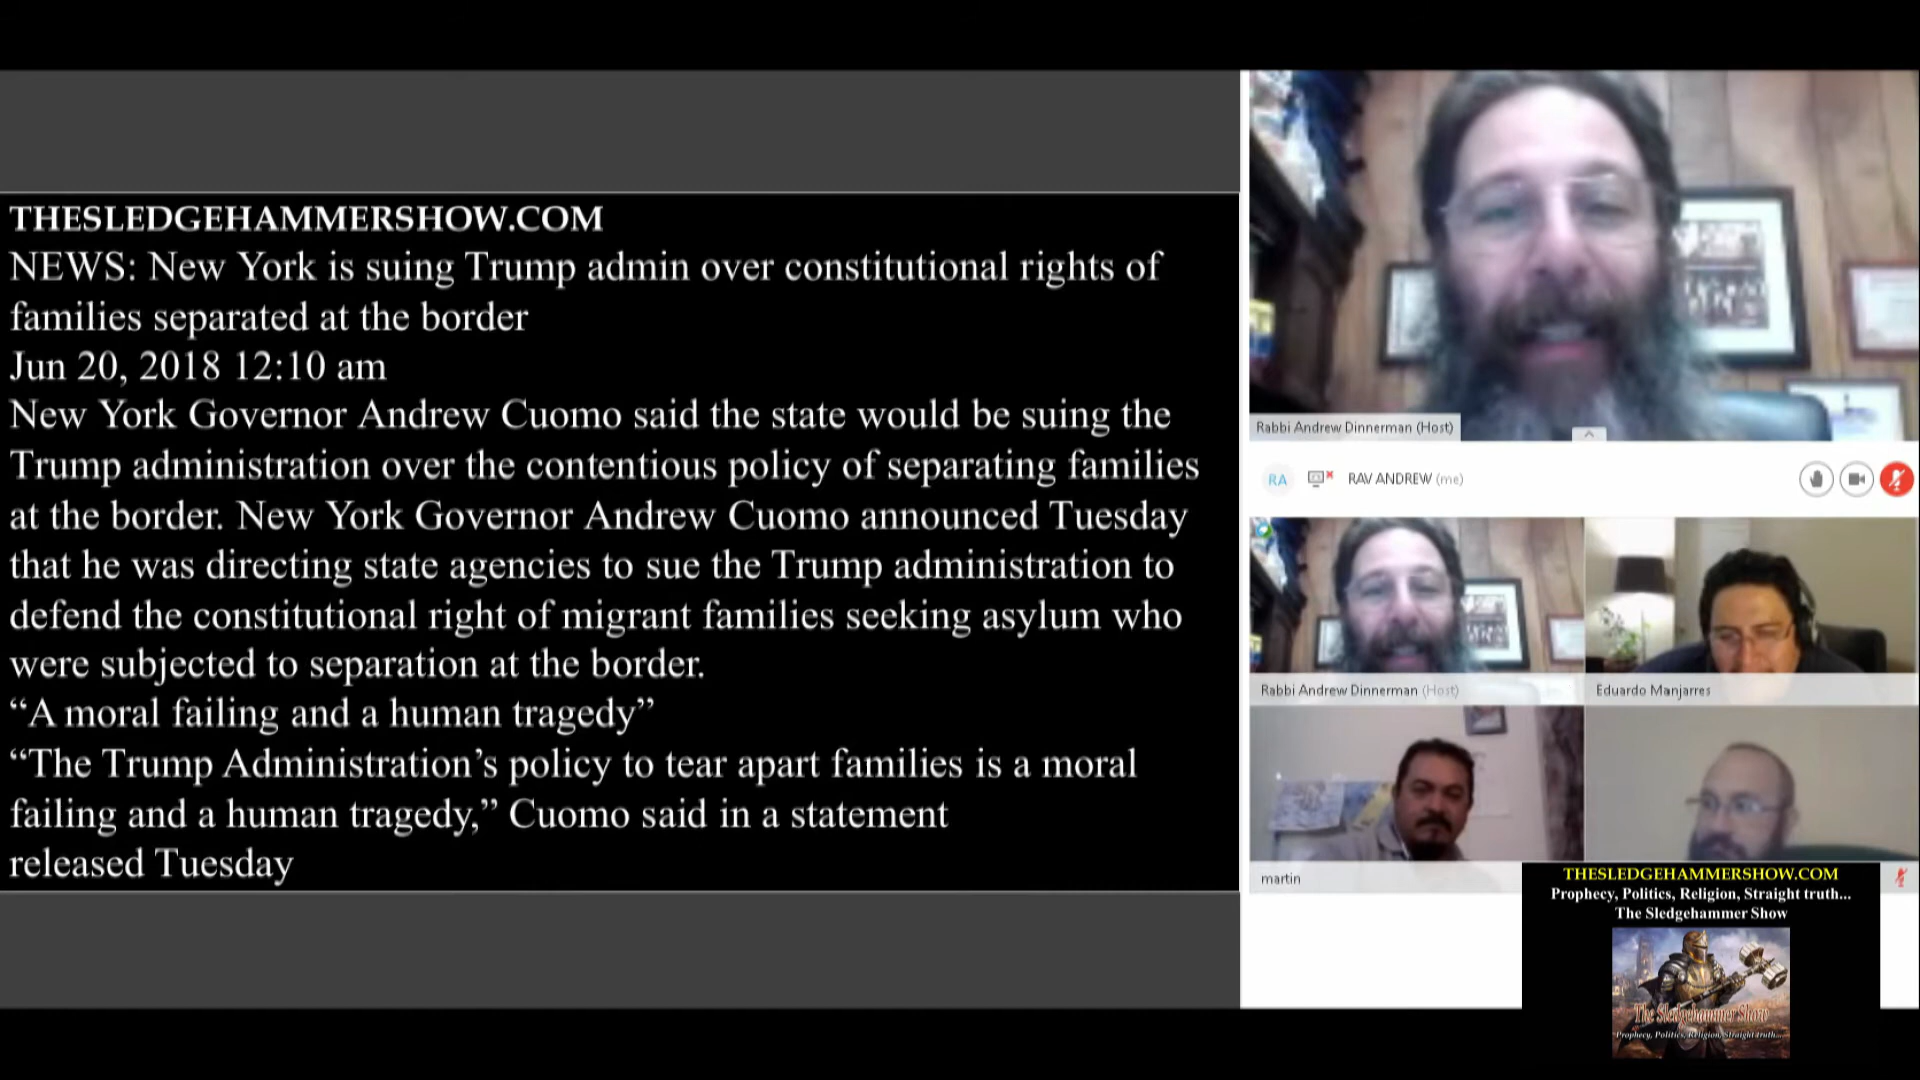 THESLEDGEHAMMERSHOW.COM
NEWS: New York is suing Trump admin over constitutional rights of
families separated at the border
Jun 20, 2018 12:10 am
New York Governor Andrew Cuomo said the state would be suing the
Trump administration over the contentious policy of separating families
at the border. New York Governor Andrew Cuomo announced Tuesday
that he was directing state agencies to sue the Trump administration to
defend the constitutional right of migrant families seeking asylum who
were subjected to separation at the border.
“A moral failing and a human tragedy”
“The Trump Administration’s policy to tear apart families is a moral
failing and a human tragedy,” Cuomo said in a statement
released Tuesday
Rabbi Andrew Dinnerman (Host)
RA
RAV ANDREW (me)
Rabbi Andrew Dinnerman (Host)
Eduardo Manjarres
martin
THESLEDGEHAMMERSHOW.COM
Prophecy, Politics, Religion, Straight truth...
The Sledgehammer Show
The Sledgehammer Show
Prophecy, Politics, Religion, Straight truth...